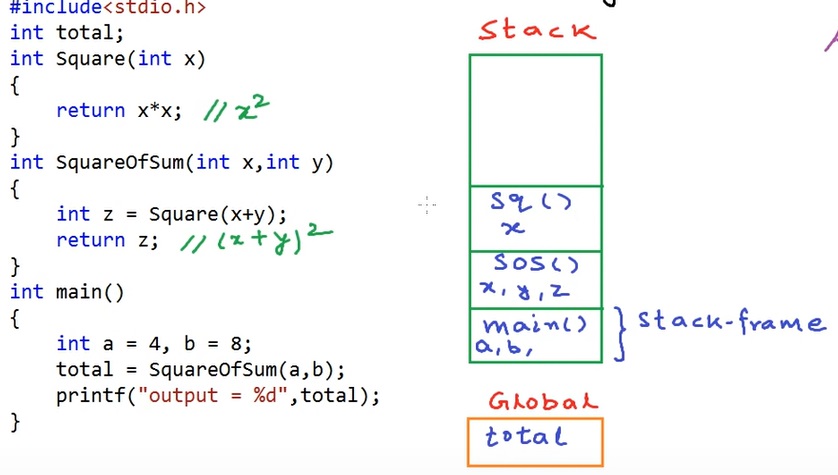 #include<stdio.h>
int total;
int Square(int x)
{
return x*x; // x²
}
int SquareOfSum(int x,int y)
{
int z = Square(x+y);
return z; // (x+y)²
}
int main()
{
int a = 4, b = 8;
total = SquareOfSum(a,b);
printf("output = %d",total);
}
Stack
Sq()
x
SOS()
x, y, z
main()
a, b,
stack-frame
Global
total